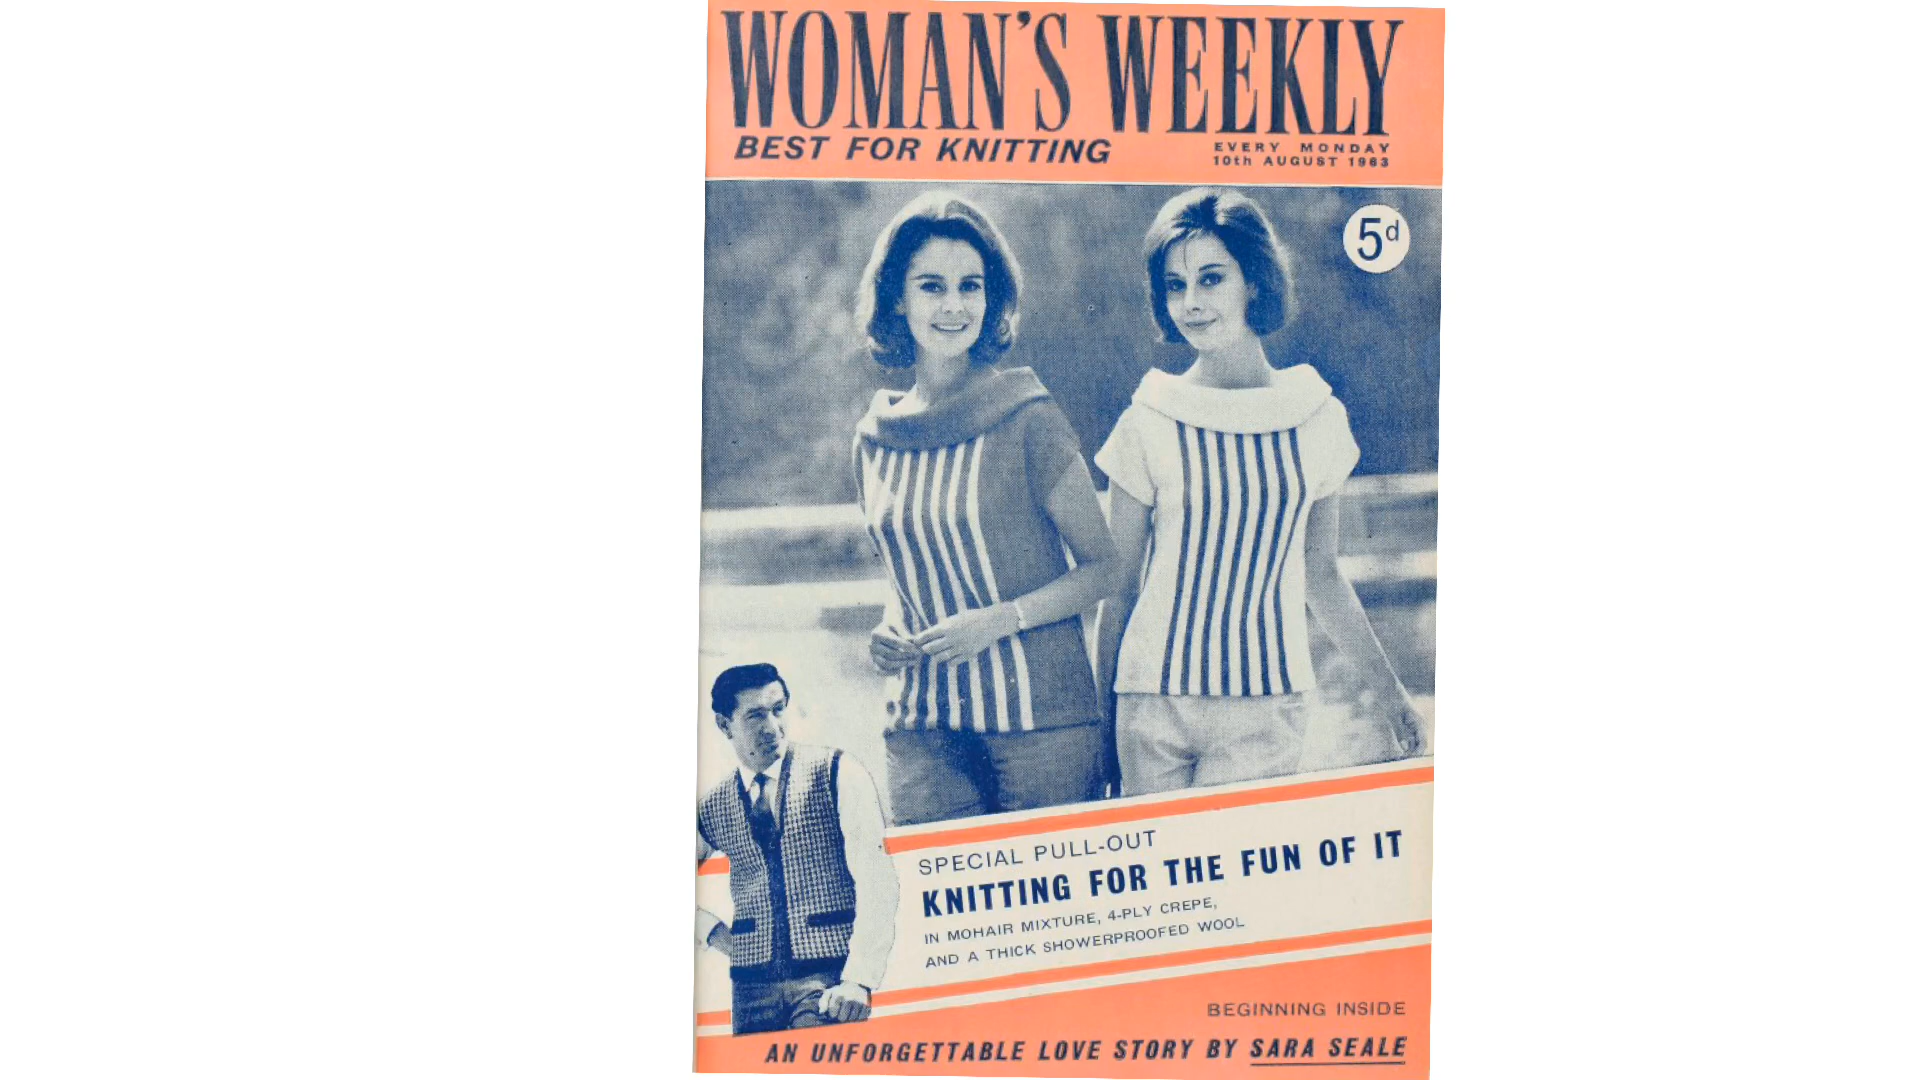 WOMAN'S WEEKLY
BEST FOR KNITTING
EVERY MONDAY
10th AUGUST 1963
5d
SPECIAL PULL-OUT
KNITTING FOR THE FUN OF IT
IN MOHAIR MIXTURE, 4-PLY CREPE,
AND A THICK SHOWERPROOFED WOOL
BEGINNING INSIDE
AN UNFORGETTABLE LOVE STORY BY SARA SEALE